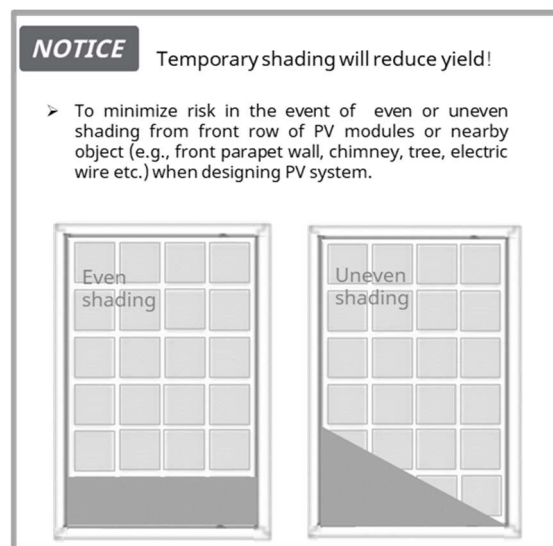 NOTICE
Temporary shading will reduce yield!
➢ To minimize risk in the event of even or uneven
shading from front row of PV modules or nearby
object (e.g., front parapet wall, chimney, tree, electric
wire etc.) when designing PV system.
Even
shading
Uneven
shading